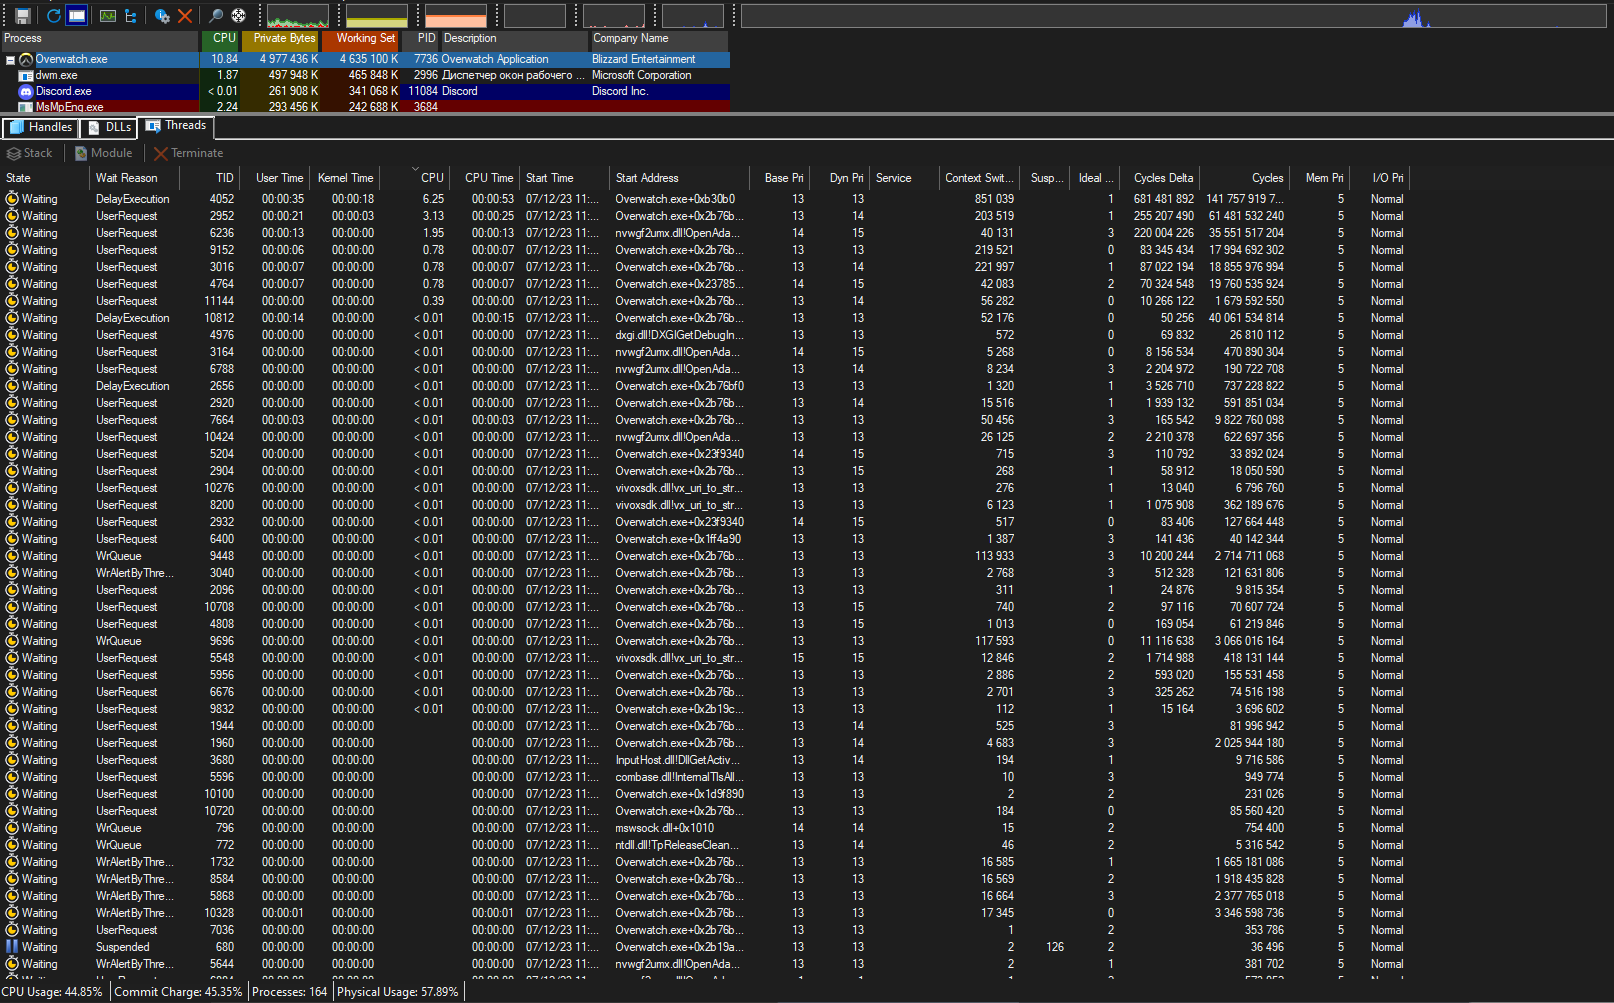 Process CPU Private Bytes Working Set PID Description Company Name
Overwatch.exe 10.84 4 977 436 K 4 635 100 K 7736 Overwatch Application Blizzard Entertainment
dwm.exe 1.87 497 948 K 465 848 K 2996 Диспетчер окон рабочего ... Microsoft Corporation
Discord.exe < 0.01 261 908 K 341 068 K 11084 Discord Discord Inc.
MsMpEng.exe 2.24 293 456 K 242 688 K 3684
Handles DLLs Threads
Stack Module Terminate
State Wait Reason TID User Time Kernel Time CPU CPU Time Start Time Start Address Base Pri Dyn Pri Service Context Swit... Susp... Ideal ... Cycles Delta Cycles Mem Pri I/O Pri
Waiting DelayExecution 4052 00:00:35 00:00:18 6.25 00:00:53 07/12/23 11:... Overwatch.exe+0xb30b0 13 13 851 039 1 681 481 892 141 757 919 7... 5 Normal
Waiting UserRequest 2952 00:00:21 00:00:03 3.13 00:00:25 07/12/23 11:... Overwatch.exe+0x2b76b... 13 14 203 519 1 255 207 490 61 481 532 240 5 Normal
Waiting UserRequest 6236 00:00:13 00:00:00 1.95 00:00:13 07/12/23 11:... nvwgf2umx.dll!OpenAda... 14 15 40 131 3 220 004 226 35 551 517 204 5 Normal
Waiting UserRequest 9152 00:00:06 00:00:00 0.78 00:00:07 07/12/23 11:... Overwatch.exe+0x2b76b... 13 13 219 521 0 83 345 434 17 994 692 302 5 Normal
Waiting UserRequest 3016 00:00:07 00:00:00 0.78 00:00:07 07/12/23 11:... Overwatch.exe+0x2b76b... 13 14 221 997 1 87 022 194 18 855 976 994 5 Normal
Waiting UserRequest 4764 00:00:07 00:00:00 0.78 00:00:07 07/12/23 11:... Overwatch.exe+0x23785... 14 15 42 083 2 70 324 548 19 760 535 924 5 Normal
Waiting UserRequest 11144 00:00:00 00:00:00 0.39 00:00:00 07/12/23 11:... Overwatch.exe+0x2b76b... 13 14 56 282 0 10 266 122 1 679 592 550 5 Normal
Waiting DelayExecution 10812 00:00:14 00:00:00 < 0.01 00:00:15 07/12/23 11:... Overwatch.exe+0x2b76b... 13 13 52 176 0 50 256 40 061 534 814 5 Normal
Waiting UserRequest 4976 00:00:00 00:00:00 < 0.01 00:00:00 07/12/23 11:... dxgi.dll!DXGIGetDebugIn... 13 13 572 0 69 832 26 810 112 5 Normal
Waiting UserRequest 3164 00:00:00 00:00:00 < 0.01 00:00:00 07/12/23 11:... nvwgf2umx.dll!OpenAda... 14 15 5 268 0 8 156 534 470 890 304 5 Normal
Waiting UserRequest 6788 00:00:00 00:00:00 < 0.01 00:00:00 07/12/23 11:... nvwgf2umx.dll!OpenAda... 13 14 8 234 3 2 204 972 190 722 708 5 Normal
Waiting DelayExecution 2656 00:00:00 00:00:00 < 0.01 00:00:00 07/12/23 11:... Overwatch.exe+0x2b76bf0 13 13 1 320 1 3 526 710 737 228 822 5 Normal
Waiting UserRequest 2920 00:00:00 00:00:00 < 0.01 00:00:00 07/12/23 11:... Overwatch.exe+0x2b76b... 13 13 15 516 1 1 939 132 591 851 034 5 Normal
Waiting UserRequest 7664 00:00:03 00:00:00 < 0.01 00:00:03 07/12/23 11:... Overwatch.exe+0x2b76b... 13 13 50 456 3 165 542 9 822 760 098 5 Normal
Waiting UserRequest 10424 00:00:00 00:00:00 < 0.01 00:00:00 07/12/23 11:... nvwgf2umx.dll!OpenAda... 13 13 26 125 2 2 210 378 622 697 356 5 Normal
Waiting UserRequest 5204 00:00:00 00:00:00 < 0.01 00:00:00 07/12/23 11:... Overwatch.exe+0x23f9340 14 15 715 3 110 792 33 892 024 5 Normal
Waiting UserRequest 2904 00:00:00 00:00:00 < 0.01 00:00:00 07/12/23 11:... Overwatch.exe+0x2b76b... 13 13 268 1 58 912 18 050 590 5 Normal
Waiting UserRequest 10276 00:00:00 00:00:00 < 0.01 00:00:00 07/12/23 11:... vivoxsdk.dll!vx_uri_to_str... 13 13 276 1 13 040 6 796 760 5 Normal
Waiting UserRequest 8200 00:00:00 00:00:00 < 0.01 00:00:00 07/12/23 11:... vivoxsdk.dll!vx_uri_to_str... 13 13 6 123 1 1 075 908 362 189 676 5 Normal
Waiting UserRequest 2932 00:00:00 00:00:00 < 0.01 00:00:00 07/12/23 11:... Overwatch.exe+0x23f9340 14 15 517 0 83 406 127 664 448 5 Normal
Waiting UserRequest 6400 00:00:00 00:00:00 < 0.01 00:00:00 07/12/23 11:... Overwatch.exe+0x1ff4a90 13 13 1 387 3 141 436 40 142 344 5 Normal
Waiting WrQueue 9448 00:00:00 00:00:00 < 0.01 00:00:00 07/12/23 11:... Overwatch.exe+0x2b76b... 13 13 113 933 3 10 200 244 2 714 711 068 5 Normal
Waiting WrAlertByThre... 3040 00:00:00 00:00:00 < 0.01 00:00:00 07/12/23 11:... Overwatch.exe+0x2b76b... 13 13 2 768 3 512 328 121 631 806 5 Normal
Waiting UserRequest 2096 00:00:00 00:00:00 < 0.01 00:00:00 07/12/23 11:... Overwatch.exe+0x2b76b... 13 13 311 1 24 876 9 815 354 5 Normal
Waiting UserRequest 10708 00:00:00 00:00:00 < 0.01 00:00:00 07/12/23 11:... Overwatch.exe+0x2b76b... 13 15 740 2 97 116 70 607 724 5 Normal
Waiting UserRequest 4808 00:00:00 00:00:00 < 0.01 00:00:00 07/12/23 11:... Overwatch.exe+0x2b76b... 13 15 1 013 0 169 054 61 219 846 5 Normal
Waiting WrQueue 9696 00:00:00 00:00:00 < 0.01 00:00:00 07/12/23 11:... Overwatch.exe+0x2b76b... 13 13 117 593 0 11 116 638 3 066 016 164 5 Normal
Waiting UserRequest 5548 00:00:00 00:00:00 < 0.01 00:00:00 07/12/23 11:... vivoxsdk.dll!vx_uri_to_str... 15 15 12 846 2 1 714 988 418 131 144 5 Normal
Waiting UserRequest 5956 00:00:00 00:00:00 < 0.01 00:00:00 07/12/23 11:... Overwatch.exe+0x2b76b... 13 13 2 886 2 593 020 155 531 458 5 Normal
Waiting UserRequest 6676 00:00:00 00:00:00 < 0.01 00:00:00 07/12/23 11:... Overwatch.exe+0x2b76b... 13 13 2 701 3 325 262 74 516 198 5 Normal
Waiting UserRequest 9832 00:00:00 00:00:00 < 0.01 00:00:00 07/12/23 11:... Overwatch.exe+0x2b19c... 13 13 112 1 15 164 3 696 602 5 Normal
Waiting UserRequest 1944 00:00:00 00:00:00 00:00:00 07/12/23 11:... Overwatch.exe+0x2b76b... 13 14 525 3 81 996 942 5 Normal
Waiting UserRequest 1960 00:00:00 00:00:00 00:00:00 07/12/23 11:... Overwatch.exe+0x2b76b... 13 14 4 683 3 2 025 944 180 5 Normal
Waiting UserRequest 3680 00:00:00 00:00:00 00:00:00 07/12/23 11:... InputHost.dll!DllGetActiv... 13 14 194 1 9 716 586 5 Normal
Waiting UserRequest 5596 00:00:00 00:00:00 00:00:00 07/12/23 11:... combase.dll!InternalTlsAll... 13 13 10 3 949 774 5 Normal
Waiting UserRequest 10100 00:00:00 00:00:00 00:00:00 07/12/23 11:... Overwatch.exe+0x1d9f890 13 13 2 2 231 026 5 Normal
Waiting UserRequest 10720 00:00:00 00:00:00 00:00:00 07/12/23 11:... Overwatch.exe+0x2b76b... 13 13 184 0 85 560 420 5 Normal
Waiting WrQueue 796 00:00:00 00:00:00 00:00:00 07/12/23 11:... mswsock.dll+0x1010 14 14 15 2 754 400 5 Normal
Waiting WrQueue 772 00:00:00 00:00:00 00:00:00 07/12/23 11:... ntdll.dll!TpReleaseClean... 13 14 46 2 5 316 542 5 Normal
Waiting WrAlertByThre... 1732 00:00:00 00:00:00 00:00:00 07/12/23 11:... Overwatch.exe+0x2b76b... 13 13 16 585 1 1 665 181 086 5 Normal
Waiting WrAlertByThre... 8584 00:00:00 00:00:00 00:00:00 07/12/23 11:... Overwatch.exe+0x2b76b... 13 13 16 569 2 1 918 435 828 5 Normal
Waiting WrAlertByThre... 5868 00:00:00 00:00:00 00:00:00 07/12/23 11:... Overwatch.exe+0x2b76b... 13 13 16 664 3 2 377 765 018 5 Normal
Waiting WrAlertByThre... 10328 00:00:01 00:00:00 00:00:01 07/12/23 11:... Overwatch.exe+0x2b76b... 13 13 17 345 0 3 346 598 736 5 Normal
Waiting UserRequest 7036 00:00:00 00:00:00 00:00:00 07/12/23 11:... Overwatch.exe+0x2b76b... 13 13 1 2 353 786 5 Normal
Waiting Suspended 680 00:00:00 00:00:00 00:00:00 07/12/23 11:... Overwatch.exe+0x2b19a... 13 13 2 126 2 36 496 5 Normal
Waiting WrAlertByThre... 5644 00:00:00 00:00:00 00:00:00 07/12/23 11:... nvwgf2umx.dll!OpenAda... 13 13 2 1 381 702 5 Normal
CPU Usage: 44.85% Commit Charge: 45.35% Processes: 164 Physical Usage: 57.89%